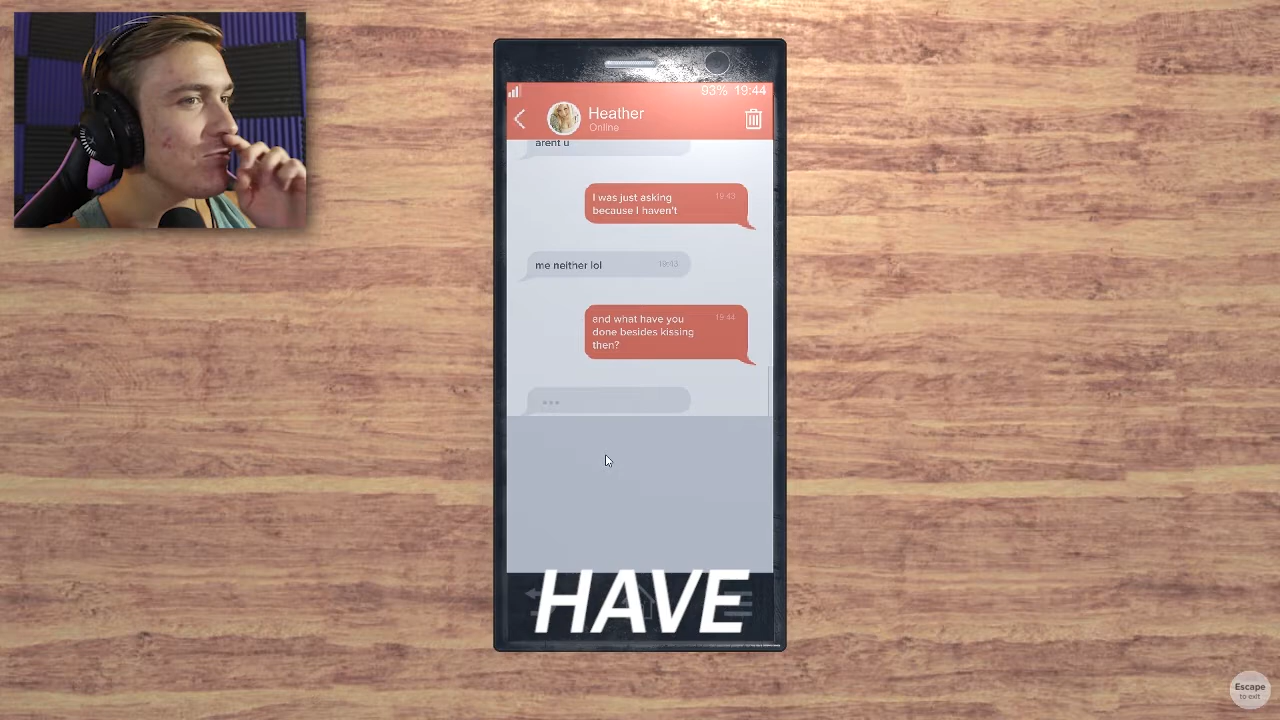 93% 19:44
Heather
Online
arent u
I was just asking 19:43
because I haven't
me neither lol 19:43
and what have you 19:44
done besides kissing
then?
HAVE
Escape
to exit